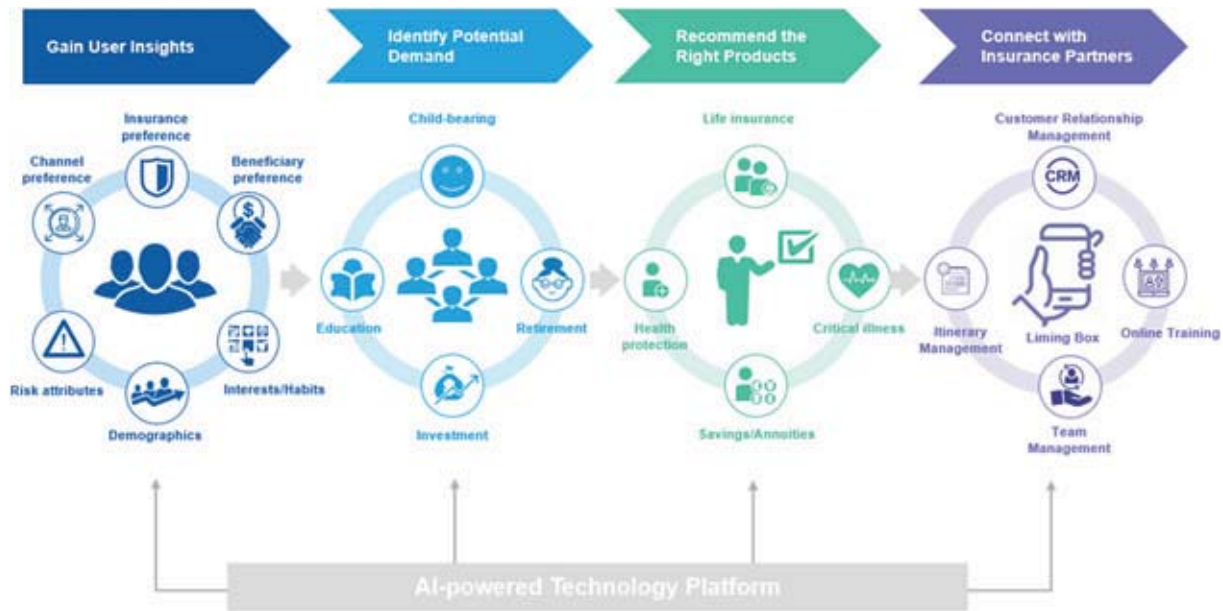 Gain User Insights
Identify Potential
Demand
Recommend the
Right Products
Connect with
Insurance Partners
Insurance
preference
Channel
preference
Beneficiary
preference
$
Risk attributes
Interests/Habits
Demographics
Child-bearing
Education
Retirement
Investment
Life insurance
Health
protection
Critical illness
Savings/Annoities
Customer Relationship
Management
CRM
Itinerary
Management
Liming Box
Online Training
Team
Management
AI-powered Technology Platform